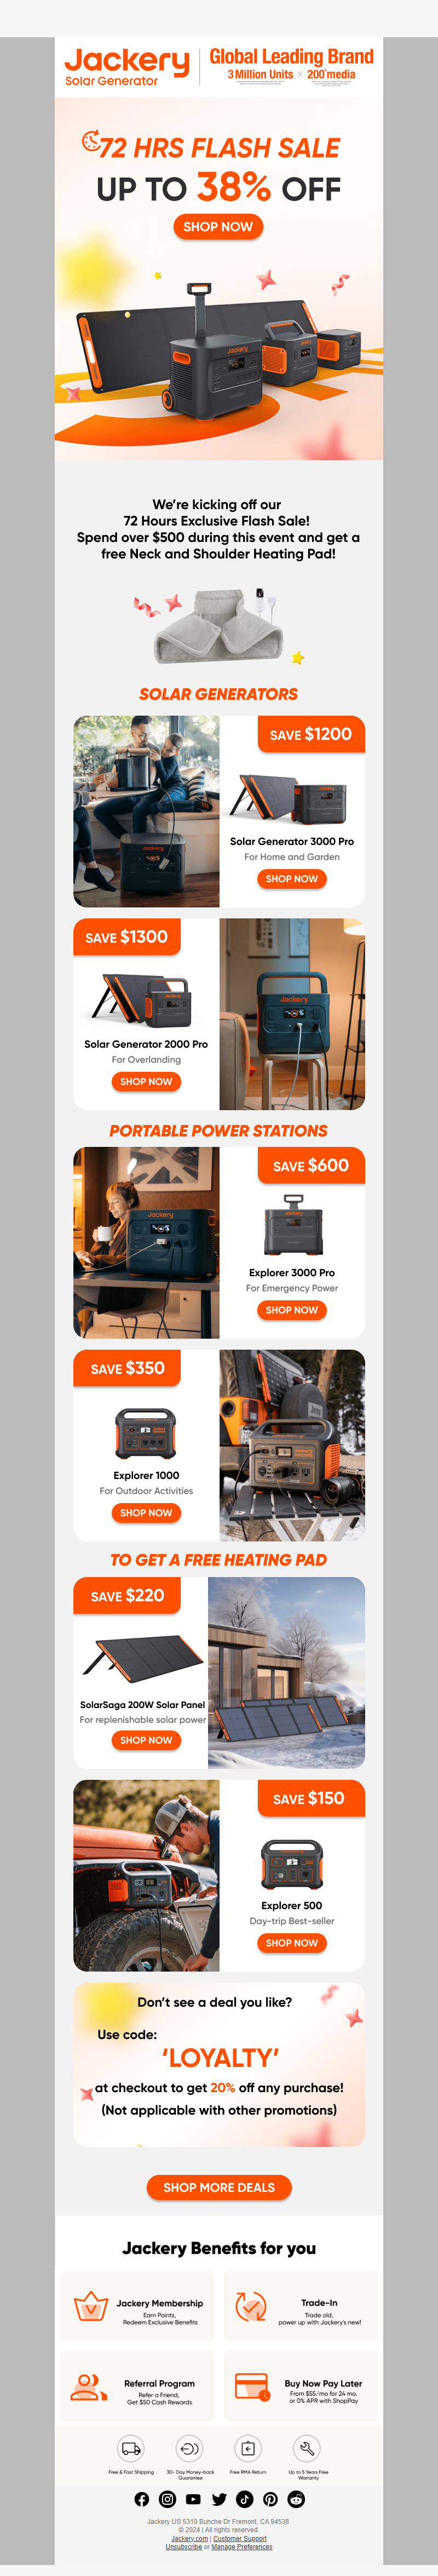 Jackery
Solar Generator
Global Leading Brand
3 Million Units × 200+ media
72 HRS FLASH SALE
UP TO 38% OFF
SHOP NOW
We're kicking off our
72 Hours Exclusive Flash Sale!
Spend over $500 during this event and get a
free Neck and Shoulder Heating Pad!
SOLAR GENERATORS
SAVE $1200
Solar Generator 3000 Pro
For Home and Garden
SHOP NOW
SAVE $1300
Solar Generator 2000 Pro
For Overlanding
SHOP NOW
Jackery
PORTABLE POWER STATIONS
Jackery
SAVE $600
Explorer 3000 Pro
For Emergency Power
SHOP NOW
SAVE $350
Explorer 1000
For Outdoor Activities
SHOP NOW
TO GET A FREE HEATING PAD
SAVE $220
SolarSaga 200W Solar Panel
For replenishable solar power
SHOP NOW
SAVE $150
Explorer 500
Day-trip Best-seller
SHOP NOW
Don't see a deal you like?
Use code:
'LOYALTY'
at checkout to get 20% off any purchase!
(Not applicable with other promotions)
SHOP MORE DEALS
Jackery Benefits for you
Jackery Membership
Earn Points,
Redeem Exclusive Benefits
Trade-In
Trade old,
power up with Jackery's new!
Referral Program
Refer a Friend,
Get $50 Cash Rewards
Buy Now Pay Later
From $55/mo for 24 mo.
or 0% APR with ShopPay
Free & Fast Shipping
30- Day Money-back
Guarantee
Free RMA Return
Up to 5 Years Free
Warranty
Jackery US 5310 Bunche Dr Fremont, CA 94538
© 2024 | All rights reserved.
Jackery.com | Customer Support
Unsubscribe or Manage Preferences